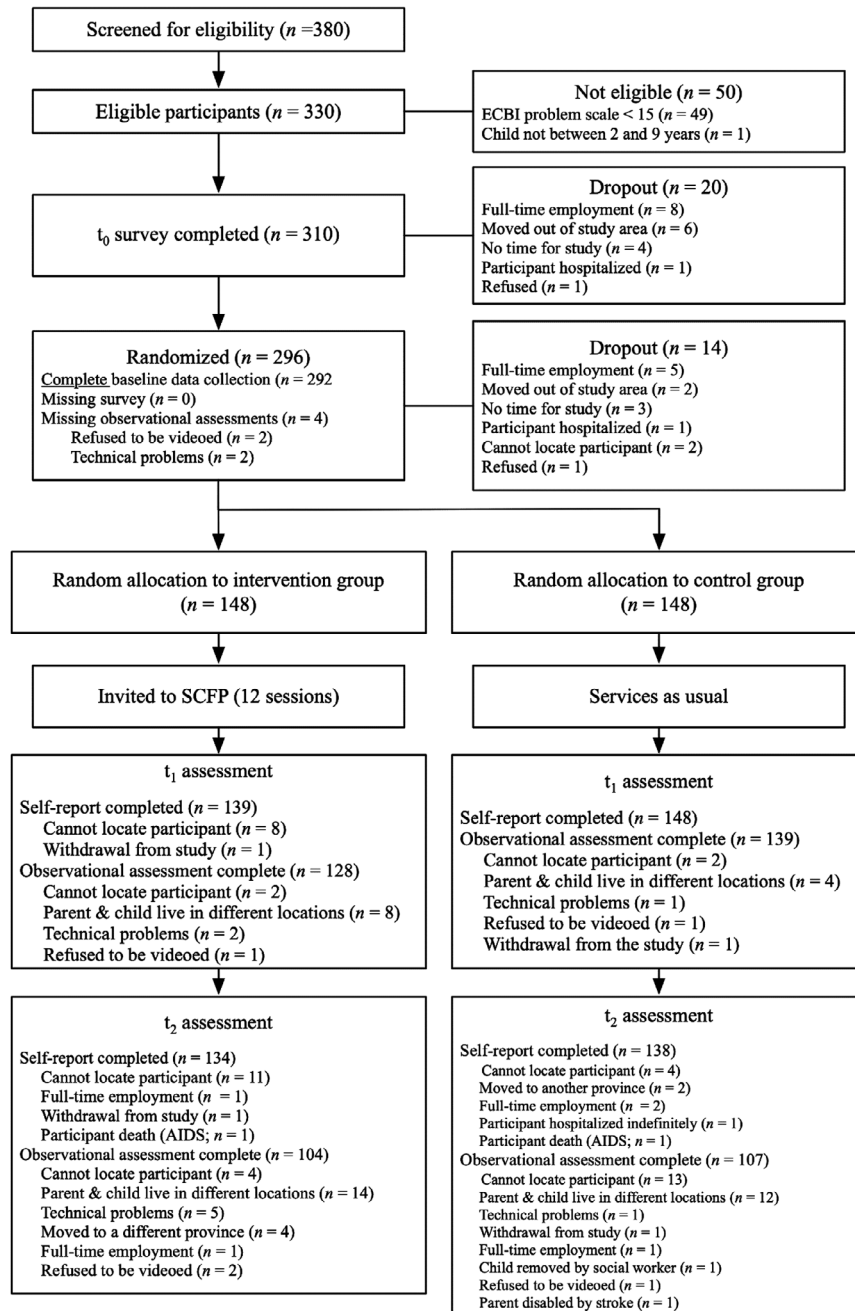 Screened for eligibility (n =380)
Eligible participants (n = 330)
Not eligible (n = 50)
ECBI problem scale < 15 (n = 49)
Child not between 2 and 9 years (n = 1)
t0 survey completed (n = 310)
Dropout (n = 20)
Full-time employment (n = 8)
Moved out of study area (n = 6)
No time for study (n = 4)
Participant hospitalized (n = 1)
Refused (n = 1)
Randomized (n = 296)
Complete baseline data collection (n = 292
Missing survey (n = 0)
Missing observational assessments (n = 4)
Refused to be videoed (n = 2)
Technical problems (n = 2)
Dropout (n = 14)
Full-time employment (n = 5)
Moved out of study area (n = 2)
No time for study (n = 3)
Participant hospitalized (n = 1)
Cannot locate participant (n = 2)
Refused (n = 1)
Random allocation to intervention group
(n = 148)
Random allocation to control group
(n = 148)
Invited to SCFP (12 sessions)
Services as usual
t1 assessment
Self-report completed (n = 139)
Cannot locate participant (n = 8)
Withdrawal from study (n = 1)
Observational assessment complete (n = 128)
Cannot locate participant (n = 2)
Parent & child live in different locations (n = 8)
Technical problems (n = 2)
Refused to be videoed (n = 1)
t1 assessment
Self-report completed (n = 148)
Observational assessment complete (n = 139)
Cannot locate participant (n = 2)
Parent & child live in different locations (n = 4)
Technical problems (n = 1)
Refused to be videoed (n = 1)
Withdrawal from the study (n = 1)
t2 assessment
Self-report completed (n = 134)
Cannot locate participant (n = 11)
Full-time employment (n = 1)
Withdrawal from study (n = 1)
Participant death (AIDS; n = 1)
Observational assessment complete (n = 104)
Cannot locate participant (n = 4)
Parent & child live in different locations (n = 14)
Technical problems (n = 5)
Moved to a different province (n = 4)
Full-time employment (n = 1)
Refused to be videoed (n = 2)
t2 assessment
Self-report completed (n = 138)
Cannot locate participant (n = 4)
Moved to another province (n = 2)
Full-time employment (n = 2)
Participant hospitalized indefinitely (n = 1)
Participant death (AIDS; n = 1)
Observational assessment complete (n = 107)
Cannot locate participant (n = 13)
Parent & child live in different locations (n = 12)
Technical problems (n = 1)
Withdrawal from study (n = 1)
Full-time employment (n = 1)
Child removed by social worker (n = 1)
Refused to be videoed (n = 1)
Parent disabled by stroke (n = 1)